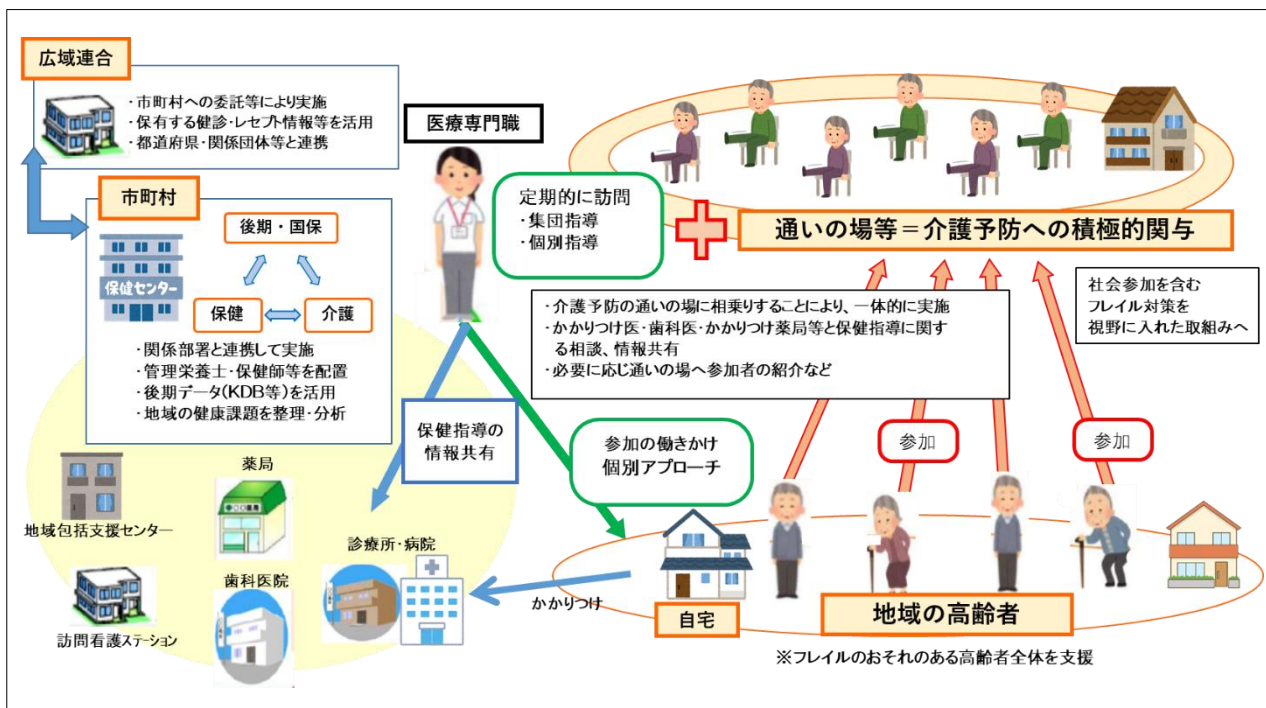 広域連合
・市町村への委託等により実施
・保有する健診・レセプト情報等を活用
・都道府県・関係団体等と連携
市町村
後期・国保
保健センター
保健
介護
・関係部署と連携して実施
・管理栄養士・保健師等を配置
・後期データ(KDB等)を活用
・地域の健康課題を整理・分析
医療専門職
定期的に訪問
・集団指導
・個別指導
通いの場等＝介護予防への積極的関与
・介護予防の通いの場に相乗りすることにより、一体的に実施
・かかりつけ医・歯科医・かかりつけ薬局等と保健指導に関す
る相談、情報共有
・必要に応じ通いの場へ参加者の紹介など
社会参加を含む
フレイル対策を
視野に入れた取組みへ
保健指導の
情報共有
参加の働きかけ
個別アプローチ
参加
参加
地域包括支援センター
薬局
訪問看護ステーション
歯科医院
診療所・病院
かかりつけ
自宅
地域の高齢者
※フレイルのおそれのある高齢者全体を支援